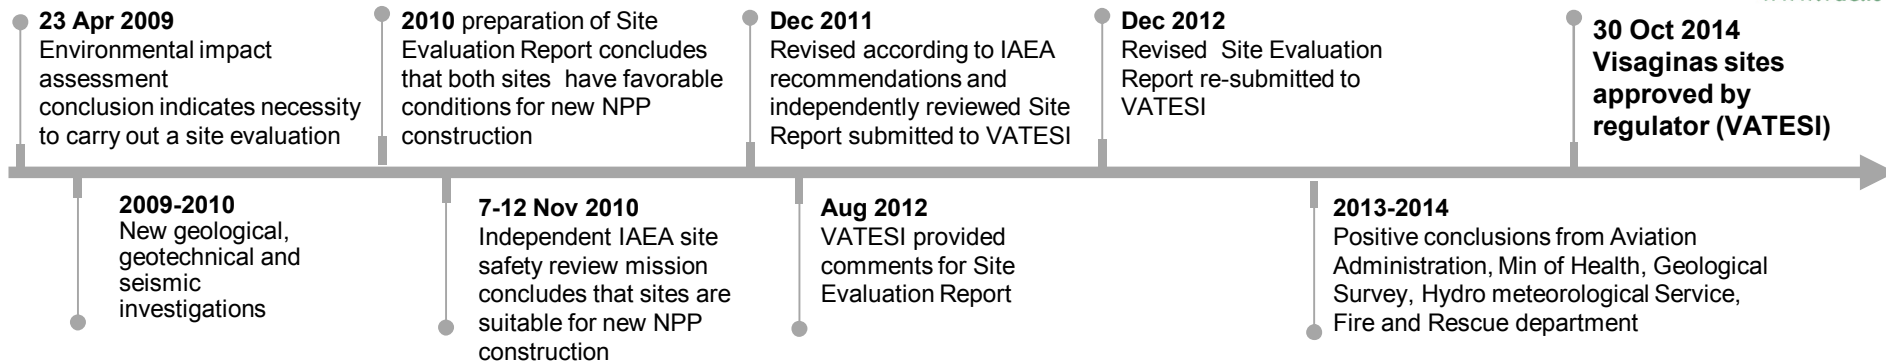 23 Apr 2009
Environmental impact
assessment
conclusion indicates necessity
to carry out a site evaluation
2010 preparation of Site
Evaluation Report concludes
that both sites have favorable
conditions for new NPP
construction
Dec 2011
Revised according to IAEA
recommendations and
independently reviewed Site
Report submitted to VATESI
Dec 2012
Revised Site Evaluation
Report re-submitted to
VATESI
30 Oct 2014
Visaginas sites
approved by
regulator (VATESI)
2009-2010
New geological,
geotechnical and
seismic
investigations
7-12 Nov 2010
Independent IAEA site
safety review mission
concludes that sites are
suitable for new NPP
construction
Aug 2012
VATESI provided
comments for Site
Evaluation Report
2013-2014
Positive conclusions from Aviation
Administration, Min of Health, Geological
Survey, Hydro meteorological Service,
Fire and Rescue department